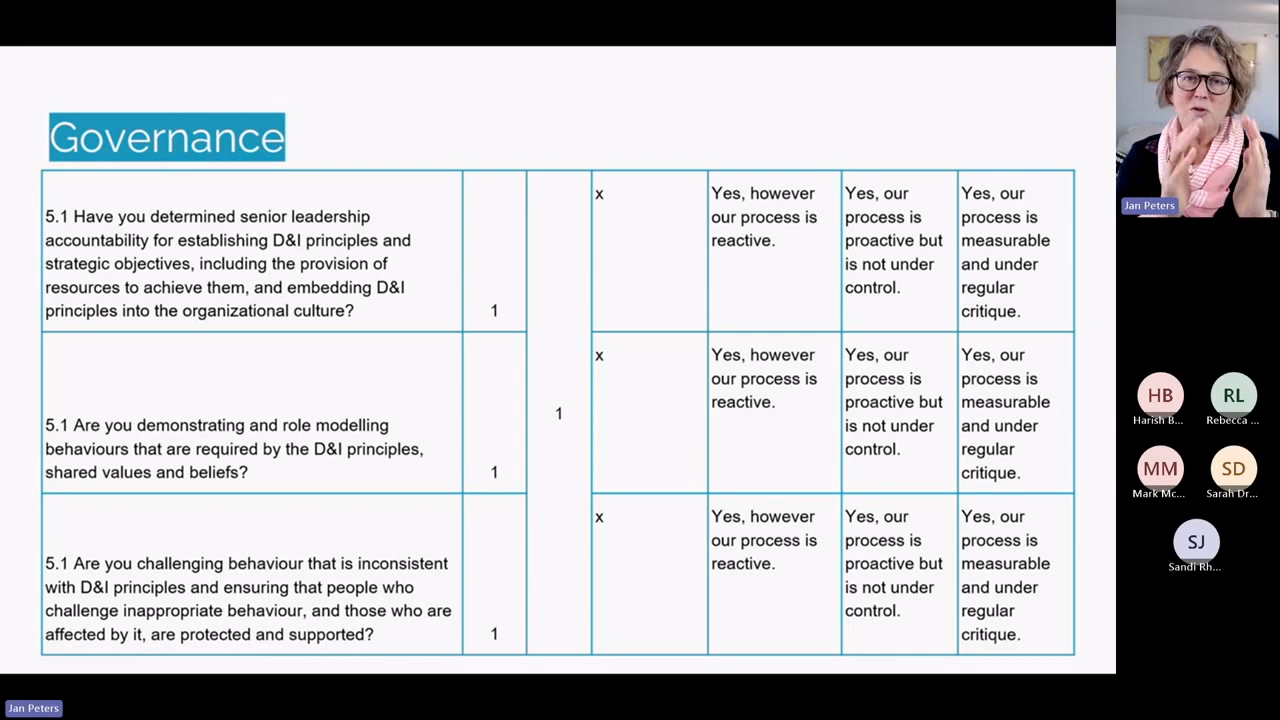 Governance
5.1 Have you determined senior leadership
accountability for establishing D&I principles and
strategic objectives, including the provision of
resources to achieve them, and embedding D&I
principles into the organizational culture?
1
x
Yes, however
our process is
reactive.
Yes, our
process is
proactive but
is not under
control.
Yes, our
process is
measurable
and under
regular
critique.
5.1 Are you demonstrating and role modelling
behaviours that are required by the D&I principles,
shared values and beliefs?
1
1
x
Yes, however
our process is
reactive.
Yes, our
process is
proactive but
is not under
control.
Yes, our
process is
measurable
and under
regular
critique.
5.1 Are you challenging behaviour that is inconsistent
with D&I principles and ensuring that people who
challenge inappropriate behaviour, and those who are
affected by it, are protected and supported?
1
x
Yes, however
our process is
reactive.
Yes, our
process is
proactive but
is not under
control.
Yes, our
process is
measurable
and under
regular
critique.
Jan Peters
HB
Harish B...
RL
Rebecca ...
MM
Mark Mc...
SD
Sarah Dr...
SJ
Sandi Rh...
Jan Peters